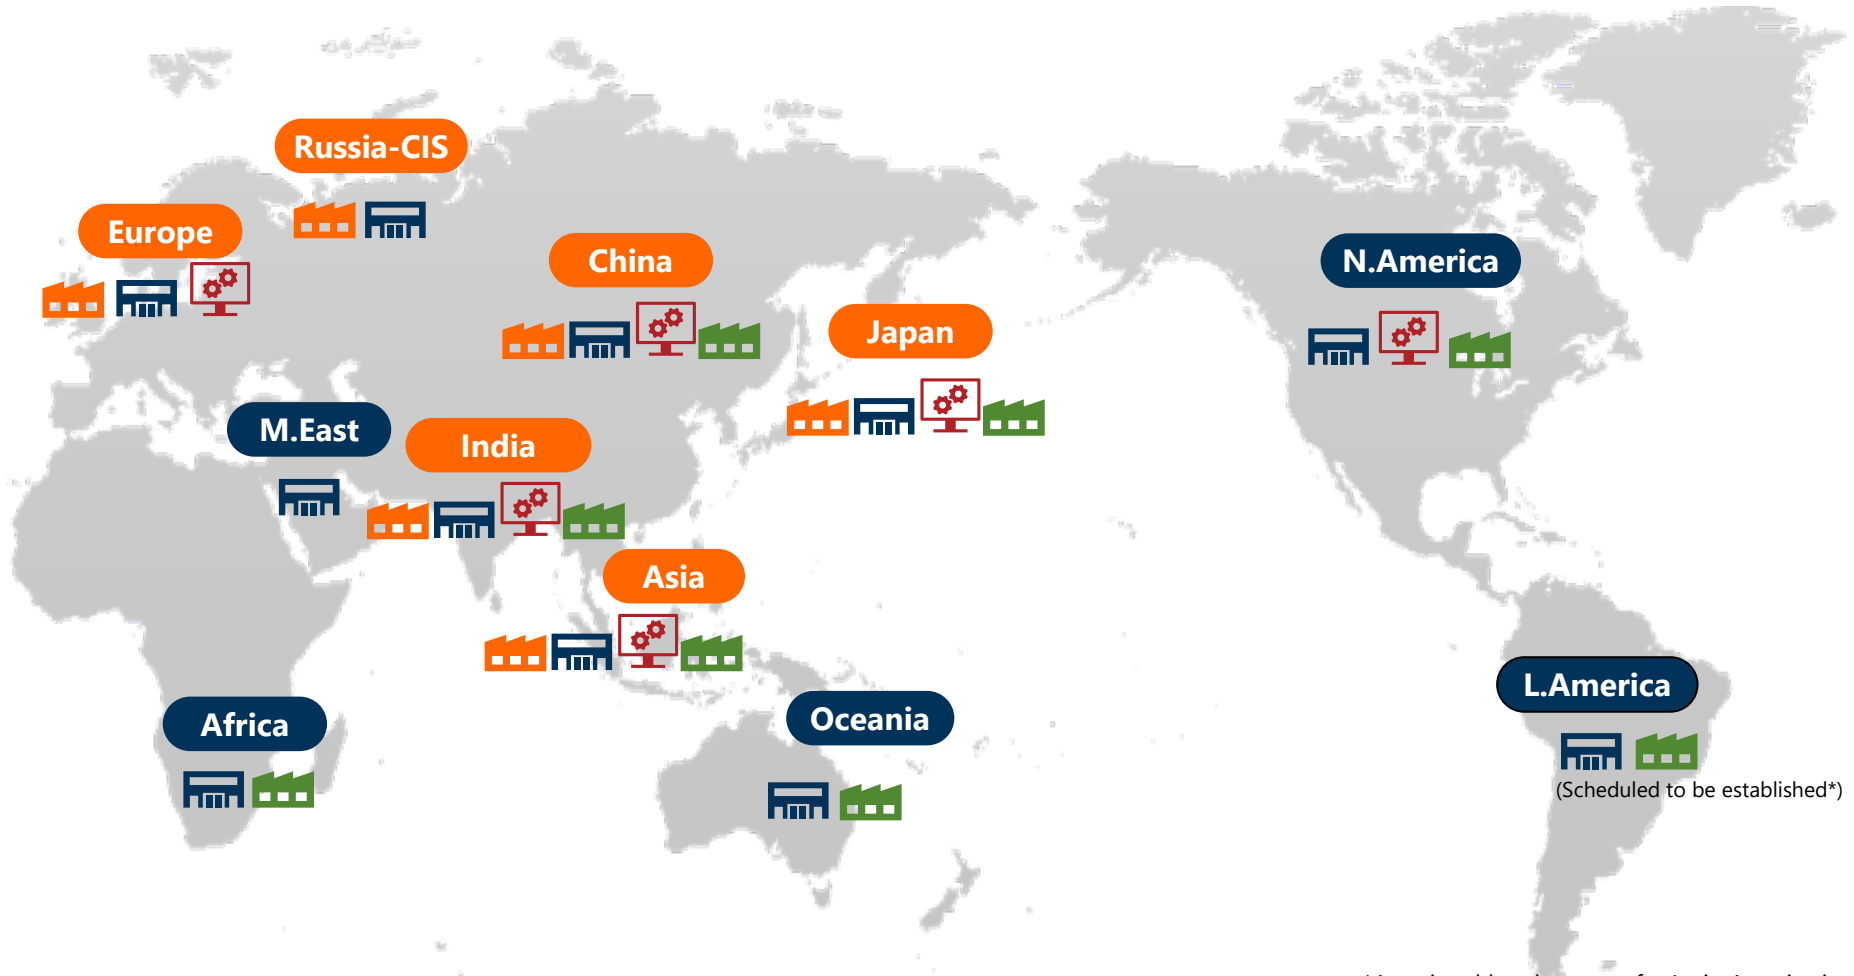 Russia-CIS
Europe
China
N.America
Japan
M.East
India
Asia
L.America
Africa
Oceania
(Scheduled to be established*)